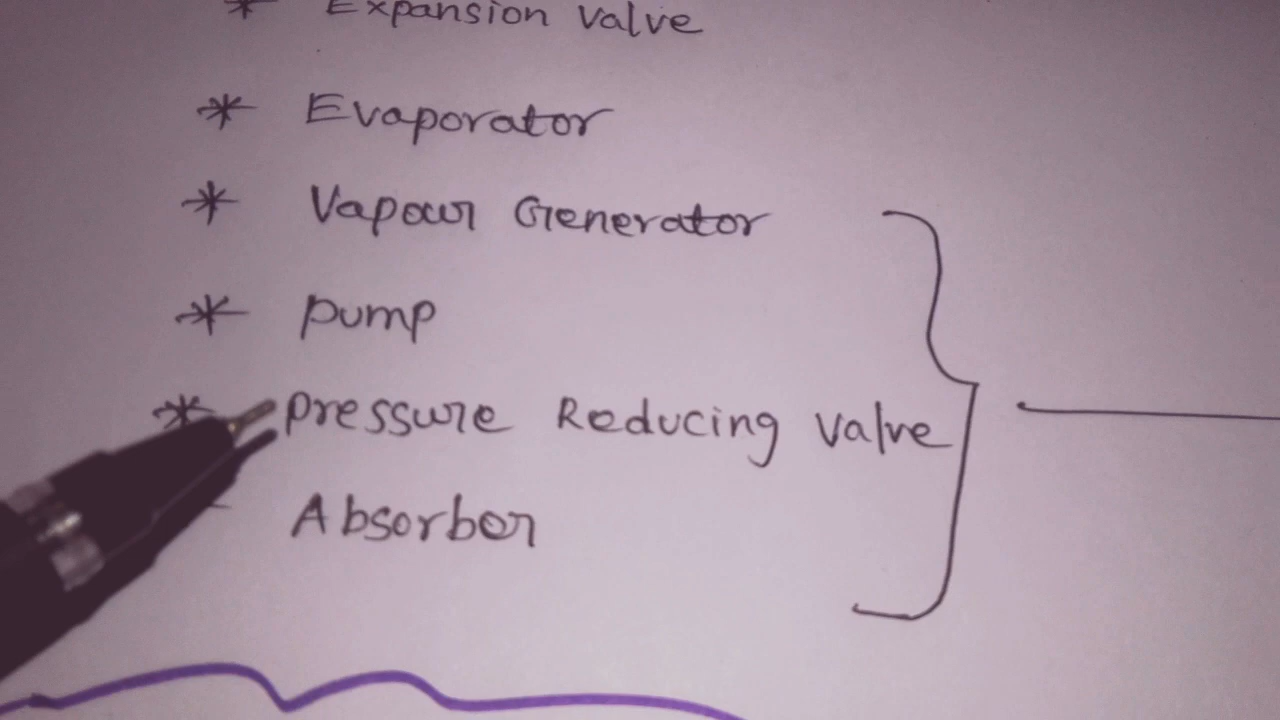 * Expansion valve
* Evaporator
* Vapour Generator
* pump
* pressure Reducing valve
Absorber